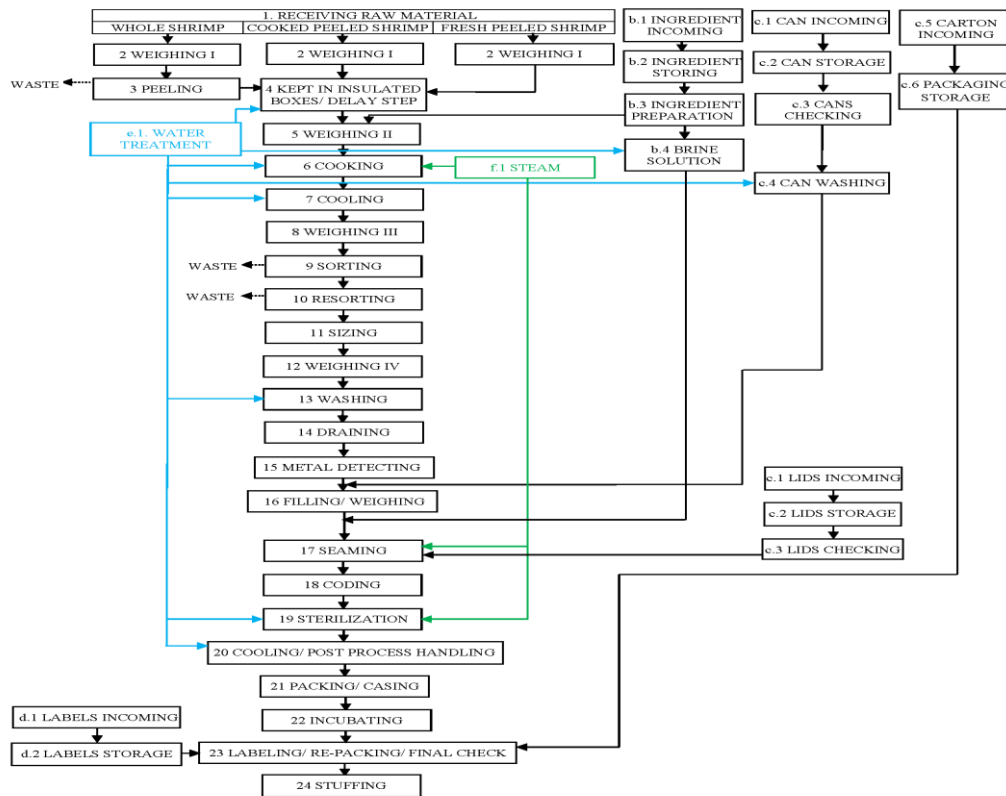 1. RECEIVING RAW MATERIAL
WHOLE SHRIMP
COOKED PEELED SHRIMP
FRESH PEELED SHRIMP
2 WEIGHING I
2 WEIGHING I
2 WEIGHING I
WASTE
3 PEELING
4 KEPT IN INSULATED
BOXES/ DELAY STEP
5 WEIGHING II
e.1. WATER
TREATMENT
6 COOKING
f.1 STEAM
7 COOLING
8 WEIGHING III
WASTE
9 SORTING
WASTE
10 RESORTING
11 SIZING
12 WEIGHING IV
13 WASHING
14 DRAINING
15 METAL DETECTING
16 FILLING/ WEIGHING
17 SEAMING
18 CODING
19 STERILIZATION
20 COOLING/ POST PROCESS HANDLING
21 PACKING/ CASING
22 INCUBATING
23 LABELING/ RE-PACKING/ FINAL CHECK
24 STUFFING
b.1 INGREDIENT
INCOMING
b.2 INGREDIENT
STORING
b.3 INGREDIENT
PREPARATION
b.4 BRINE
SOLUTION
c.1 CAN INCOMING
c.2 CAN STORAGE
c.3 CANS
CHECKING
c.4 CAN WASHING
c.5 CARTON
INCOMING
c.6 PACKAGING
STORAGE
c.1 LIDS INCOMING
c.2 LIDS STORAGE
c.3 LIDS CHECKING
d.1 LABELS INCOMING
d.2 LABELS STORAGE